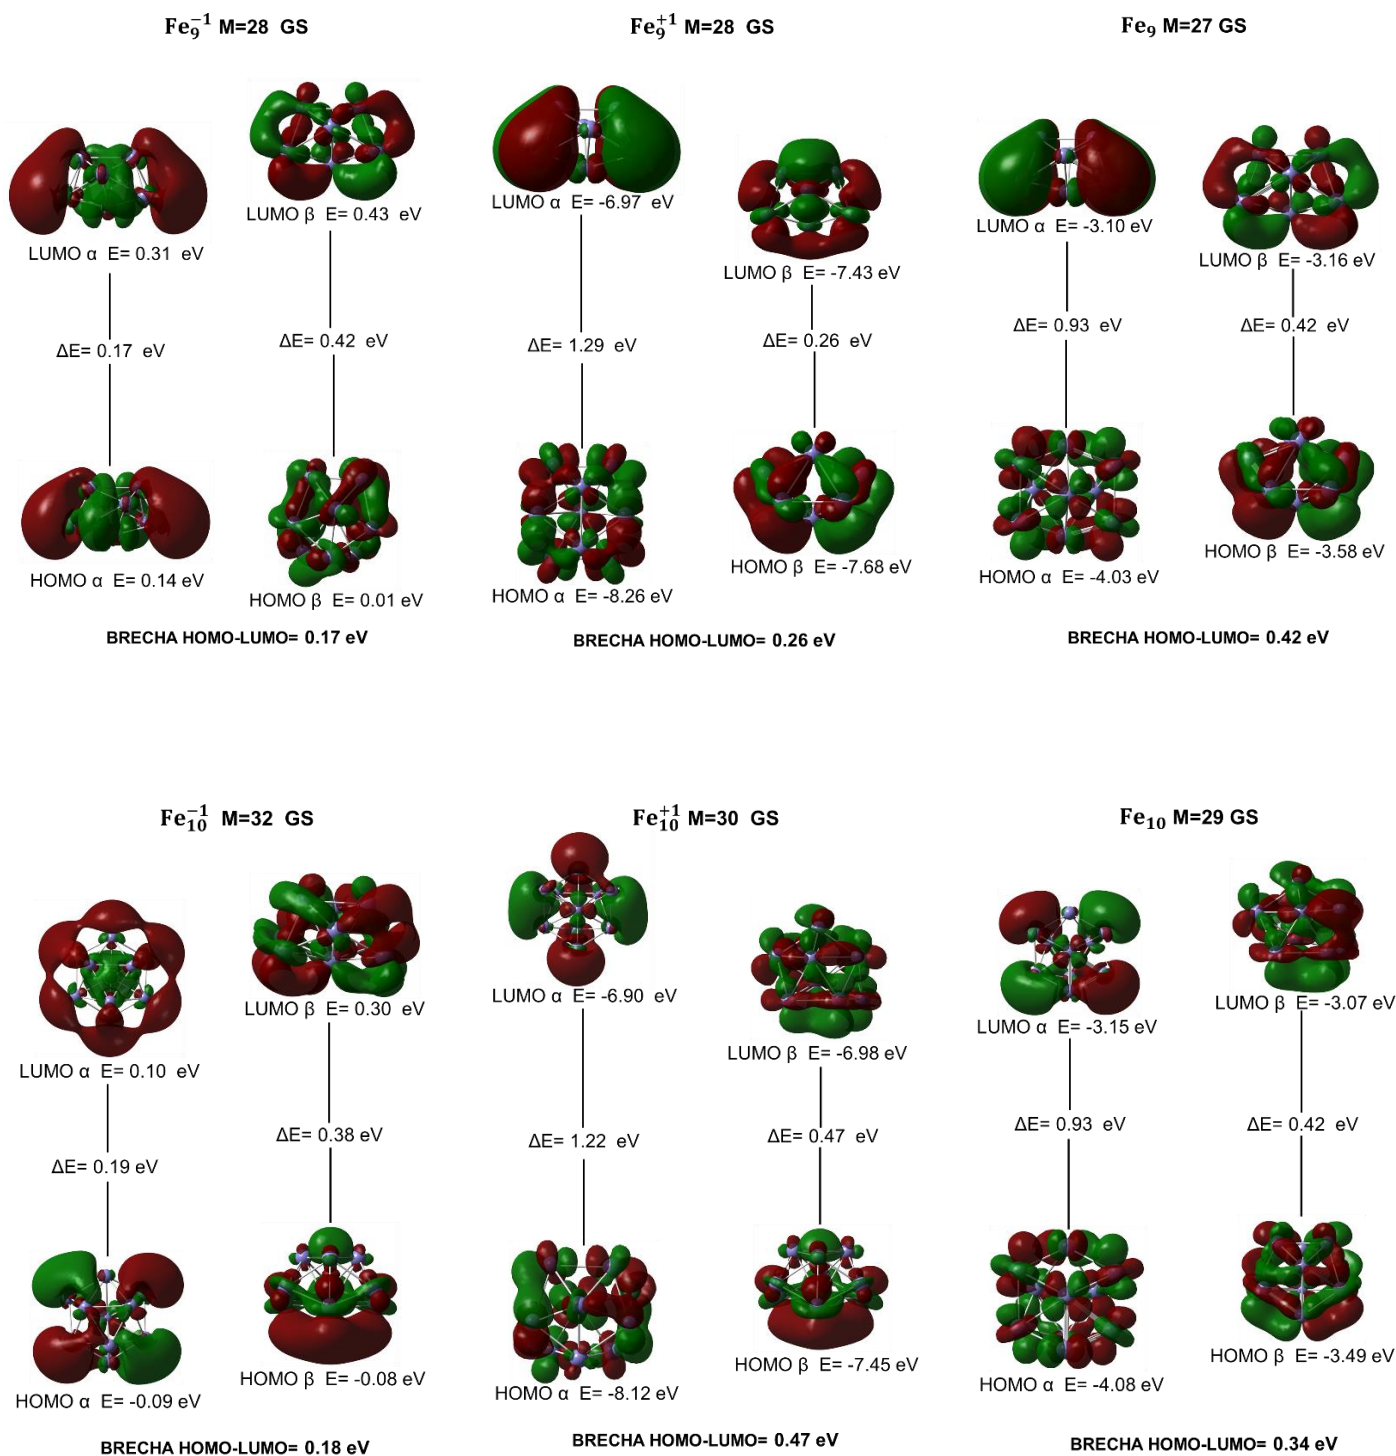 Fe₉⁻¹ M=28 GS
LUMO α E= 0.31 eV
LUMO β E= 0.43 eV
ΔE= 0.17 eV
ΔE= 0.42 eV
HOMO α E= 0.14 eV
HOMO β E= 0.01 eV
BRECHA HOMO-LUMO= 0.17 eV
Fe₉⁺¹ M=28 GS
LUMO α E= -6.97 eV
LUMO β E= -7.43 eV
ΔE= 1.29 eV
ΔE= 0.26 eV
HOMO α E= -8.26 eV
HOMO β E= -7.68 eV
BRECHA HOMO-LUMO= 0.26 eV
Fe₉ M=27 GS
LUMO α E= -3.10 eV
LUMO β E= -3.16 eV
ΔE= 0.93 eV
ΔE= 0.42 eV
HOMO α E= -4.03 eV
HOMO β E= -3.58 eV
BRECHA HOMO-LUMO= 0.42 eV
Fe₁₀⁻¹ M=32 GS
LUMO α E= 0.10 eV
LUMO β E= 0.30 eV
ΔE= 0.19 eV
ΔE= 0.38 eV
HOMO α E= -0.09 eV
HOMO β E= -0.08 eV
BRECHA HOMO-LUMO= 0.18 eV
Fe₁₀⁺¹ M=30 GS
LUMO α E= -6.90 eV
LUMO β E= -6.98 eV
ΔE= 1.22 eV
ΔE= 0.47 eV
HOMO α E= -8.12 eV
HOMO β E= -7.45 eV
BRECHA HOMO-LUMO= 0.47 eV
Fe₁₀ M=29 GS
LUMO α E= -3.15 eV
LUMO β E= -3.07 eV
ΔE= 0.93 eV
ΔE= 0.42 eV
HOMO α E= -4.08 eV
HOMO β E= -3.49 eV
BRECHA HOMO-LUMO= 0.34 eV